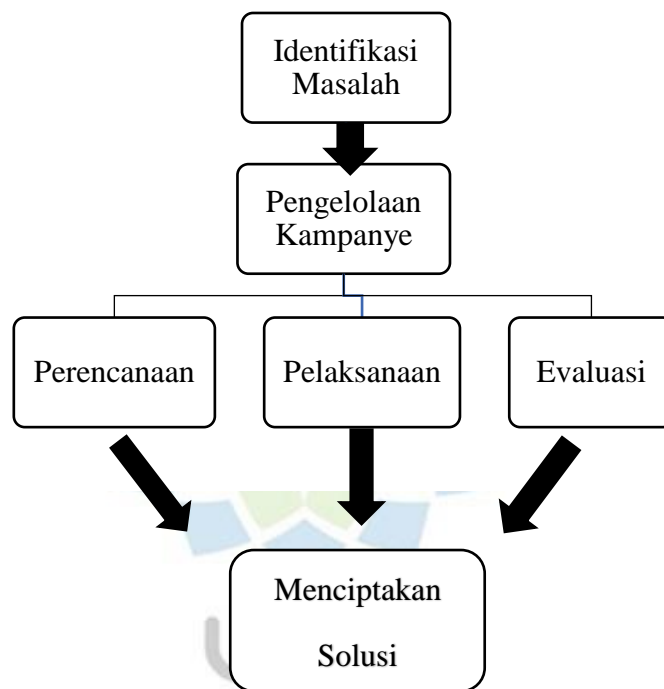 Identifikasi
Masalah
Pengelolaan
Kampanye
Perencanaan
Pelaksanaan
Evaluasi
Menciptakan
Solusi